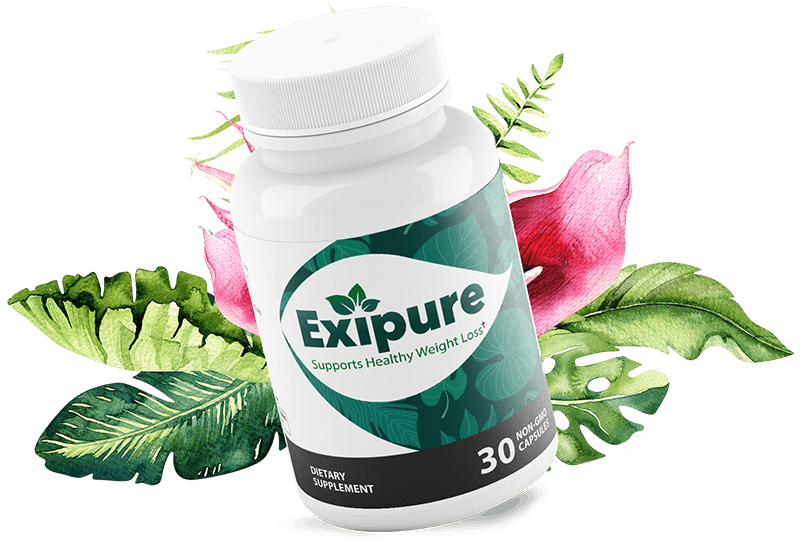 Exipure
Supports Healthy Weight Loss†
DIETARY
SUPPLEMENT
30 NON-GMO
CAPSULES